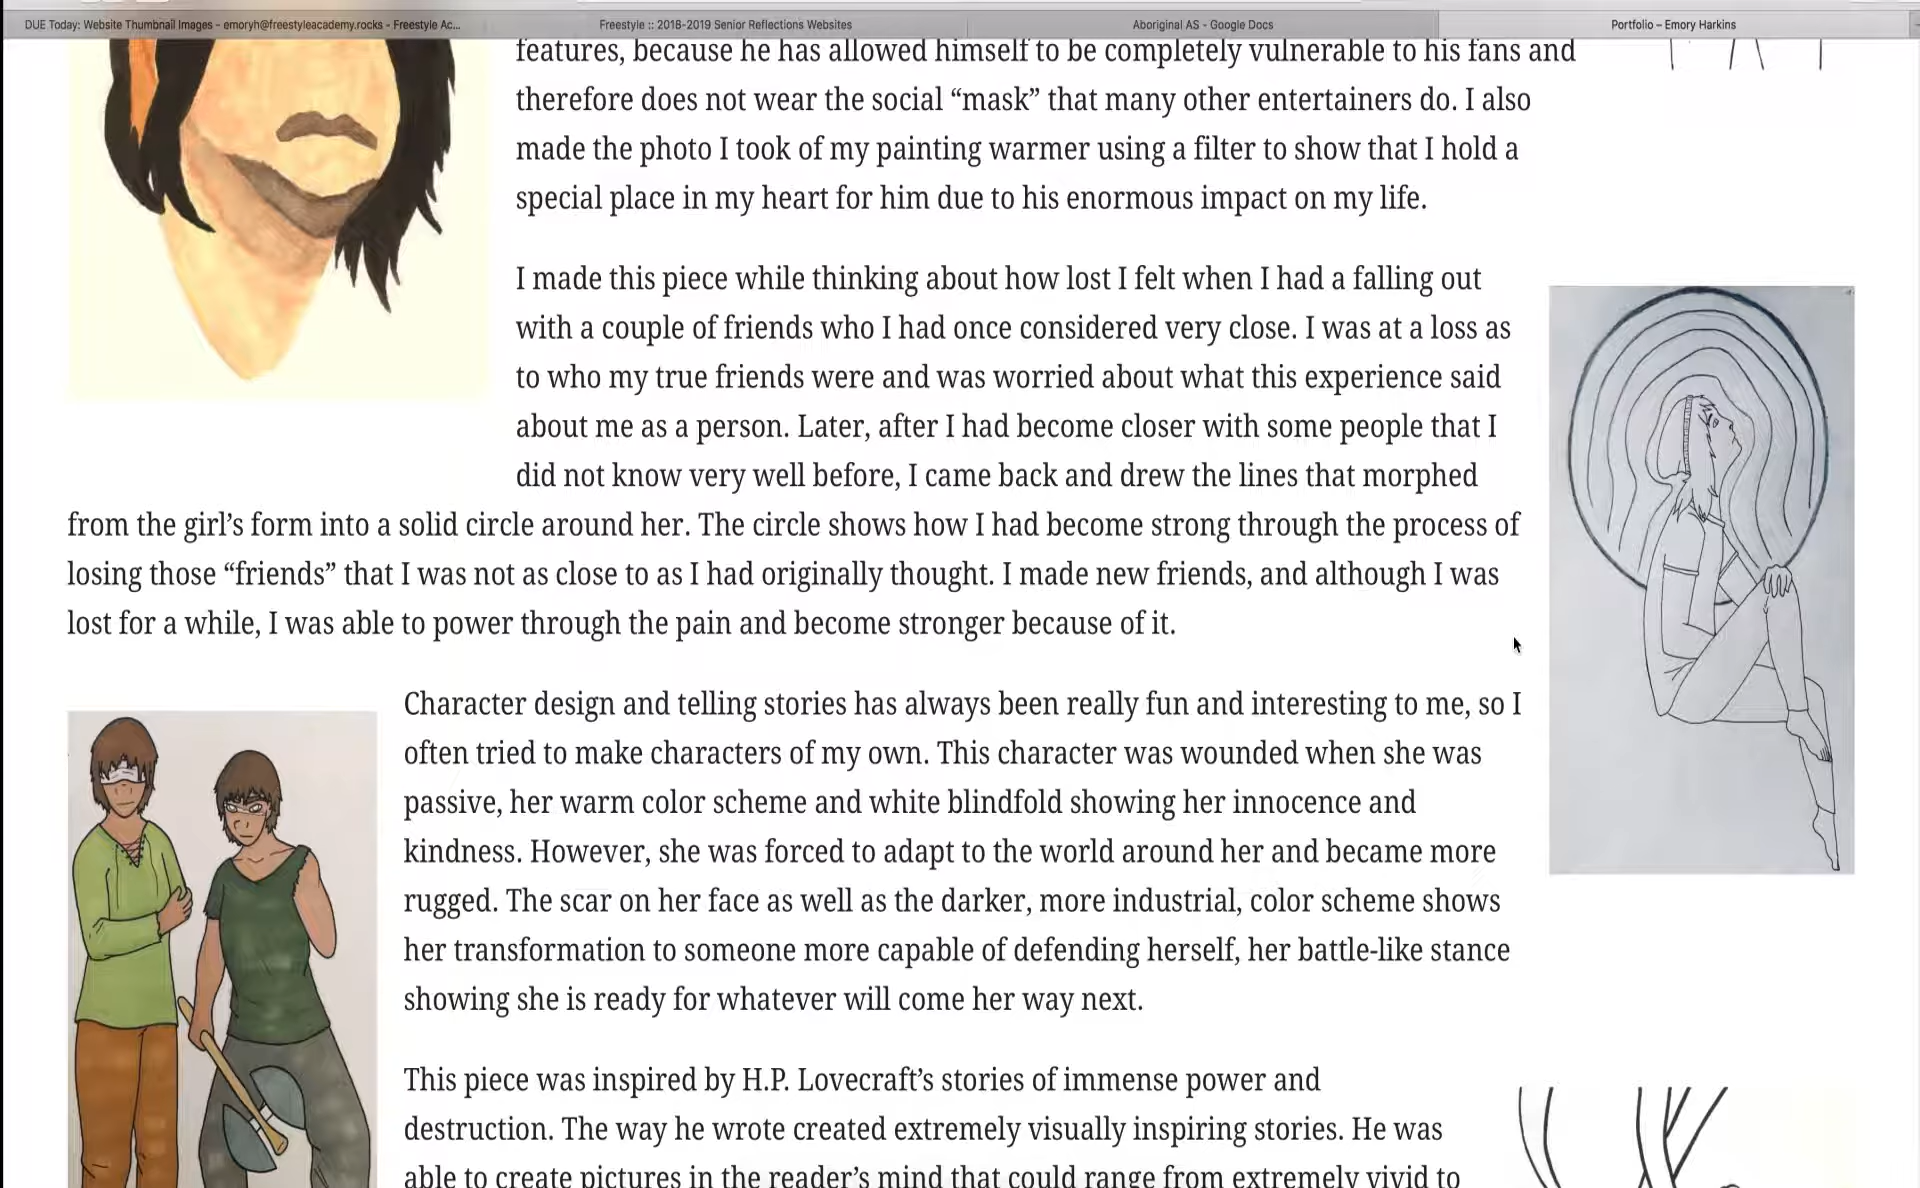 DUE Today: Website Thumbnail Images – emoryh@freestyleacademy.rocks – Freestyle Ac...
Freestyle :: 2018-2019 Senior Reflections Websites
Aboriginal AS - Google Docs
Portfolio – Emory Harkins
features, because he has allowed himself to be completely vulnerable to his fans and
therefore does not wear the social “mask” that many other entertainers do. I also
made the photo I took of my painting warmer using a filter to show that I hold a
special place in my heart for him due to his enormous impact on my life.
I made this piece while thinking about how lost I felt when I had a falling out
with a couple of friends who I had once considered very close. I was at a loss as
to who my true friends were and was worried about what this experience said
about me as a person. Later, after I had become closer with some people that I
did not know very well before, I came back and drew the lines that morphed
from the girl’s form into a solid circle around her. The circle shows how I had become strong through the process of
losing those “friends” that I was not as close to as I had originally thought. I made new friends, and although I was
lost for a while, I was able to power through the pain and become stronger because of it.
Character design and telling stories has always been really fun and interesting to me, so I
often tried to make characters of my own. This character was wounded when she was
passive, her warm color scheme and white blindfold showing her innocence and
kindness. However, she was forced to adapt to the world around her and became more
rugged. The scar on her face as well as the darker, more industrial, color scheme shows
her transformation to someone more capable of defending herself, her battle-like stance
showing she is ready for whatever will come her way next.
This piece was inspired by H.P. Lovecraft’s stories of immense power and
destruction. The way he wrote created extremely visually inspiring stories. He was
able to create pictures in the reader’s mind that could range from extremely vivid to